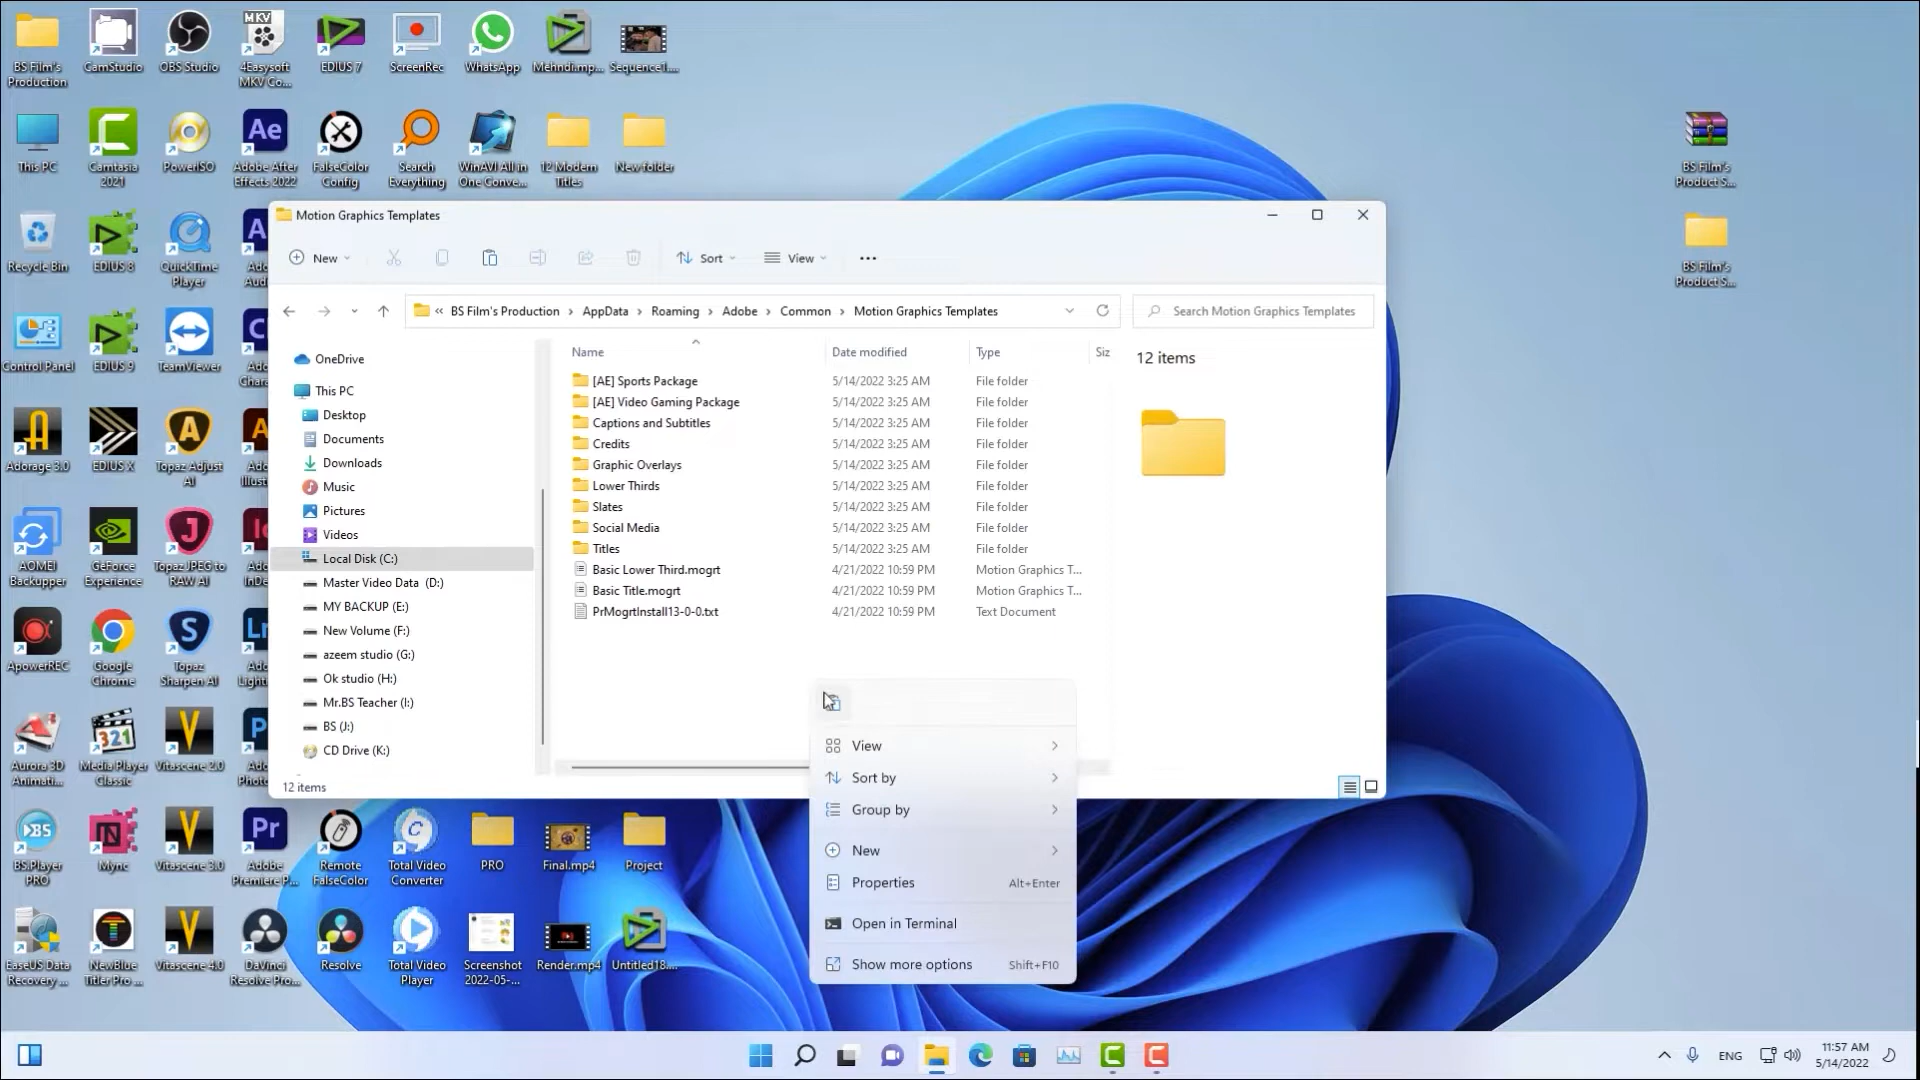 BS Film's
Production
CamStudio
OBS Studio
MKV
4Easysoft
MKV Co...
EDIUS 7
ScreenRec
WhatsApp
Mehndi.mp...
Sequence1....
This PC
Camtasia
2021
PowerISO
Ae
Adobe After
Effects 2022
FalseColor
Config
Search
Everything
WinAVI All in
One Conve...
12 Modern
Titles
New folder
BS Film's
Product S...
BS Film's
Product S...
Recycle Bin
EDIUS 8
QuickTime
Player
Control Panel
EDIUS 9
TeamViewer
Adorage 3.0
EDIUS X
Topaz Adjust
AI
AOMEI
Backupper
GeForce
Experience
TopazJPEG to
RAW AI
ApowerREC
Google
Chrome
Topaz
Sharpen AI
Aurora 3D
Animati...
321
Media Player
Classic
Vitascene 2.0
BS.Player
PRO
Mync
Vitascene 3.0
Pr
Adobe
Premiere P...
Remote
FalseColor
Total Video
Converter
PRO
Final.mp4
Project
EaseUS Data
Recovery ...
NewBlue
Titler Pro ...
Vitascene 4.0
DaVinci
Resolve Pro...
Resolve
Total Video
Player
Screenshot
2022-05-...
Render.mp4
Untitled18....
Motion Graphics Templates
New
Sort
View
« BS Film's Production > AppData > Roaming > Adobe > Common > Motion Graphics Templates
Search Motion Graphics Templates
OneDrive
This PC
Desktop
Documents
Downloads
Music
Pictures
Videos
Local Disk (C:)
Master Video Data (D:)
MY BACKUP (E:)
New Volume (F:)
azeem studio (G:)
Ok studio (H:)
Mr.BS Teacher (I:)
BS (J:)
CD Drive (K:)
12 items
Name Date modified Type Siz
[AE] Sports Package 5/14/2022 3:25 AM File folder
[AE] Video Gaming Package 5/14/2022 3:25 AM File folder
Captions and Subtitles 5/14/2022 3:25 AM File folder
Credits 5/14/2022 3:25 AM File folder
Graphic Overlays 5/14/2022 3:25 AM File folder
Lower Thirds 5/14/2022 3:25 AM File folder
Slates 5/14/2022 3:25 AM File folder
Social Media 5/14/2022 3:25 AM File folder
Titles 5/14/2022 3:25 AM File folder
Basic Lower Third.mogrt 4/21/2022 10:59 PM Motion Graphics T...
Basic Title.mogrt 4/21/2022 10:59 PM Motion Graphics T...
PrMogrtInstall13-0-0.txt 4/21/2022 10:59 PM Text Document
12 items
View
Sort by
Group by
New
Properties Alt+Enter
Open in Terminal
Show more options Shift+F10
ENG
11:57 AM
5/14/2022